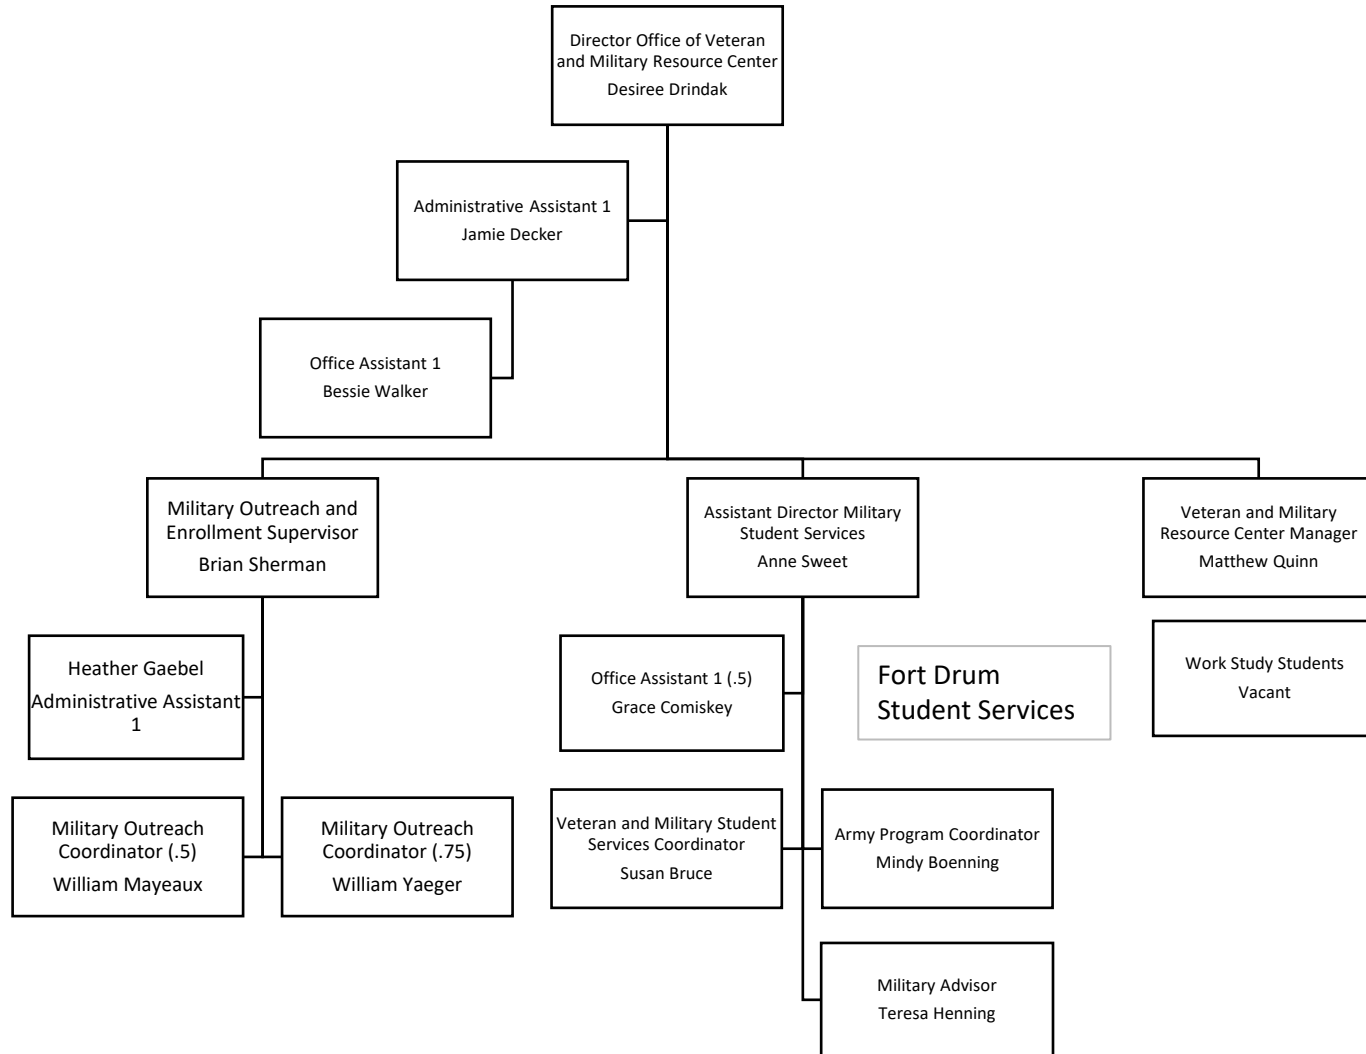 Director Office of Veteran
and Military Resource Center
Desiree Drindak
Administrative Assistant 1
Jamie Decker
Office Assistant 1
Bessie Walker
Military Outreach and
Enrollment Supervisor
Brian Sherman
Assistant Director Military
Student Services
Anne Sweet
Veteran and Military
Resource Center Manager
Matthew Quinn
Heather Gaebel
Administrative Assistant
1
Office Assistant 1 (.5)
Grace Comiskey
Fort Drum
Student Services
Work Study Students
Vacant
Military Outreach
Coordinator (.5)
William Mayeaux
Military Outreach
Coordinator (.75)
William Yaeger
Veteran and Military Student
Services Coordinator
Susan Bruce
Army Program Coordinator
Mindy Boenning
Military Advisor
Teresa Henning